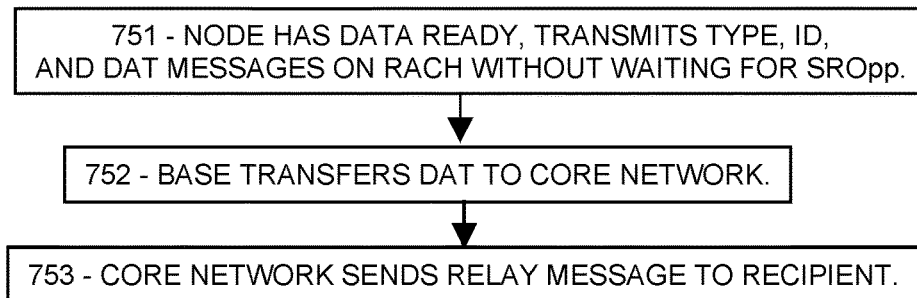 751 - NODE HAS DATA READY, TRANSMITS TYPE, ID,
AND DAT MESSAGES ON RACH WITHOUT WAITING FOR SROpp.
752 - BASE TRANSFERS DAT TO CORE NETWORK.
753 - CORE NETWORK SENDS RELAY MESSAGE TO RECIPIENT.